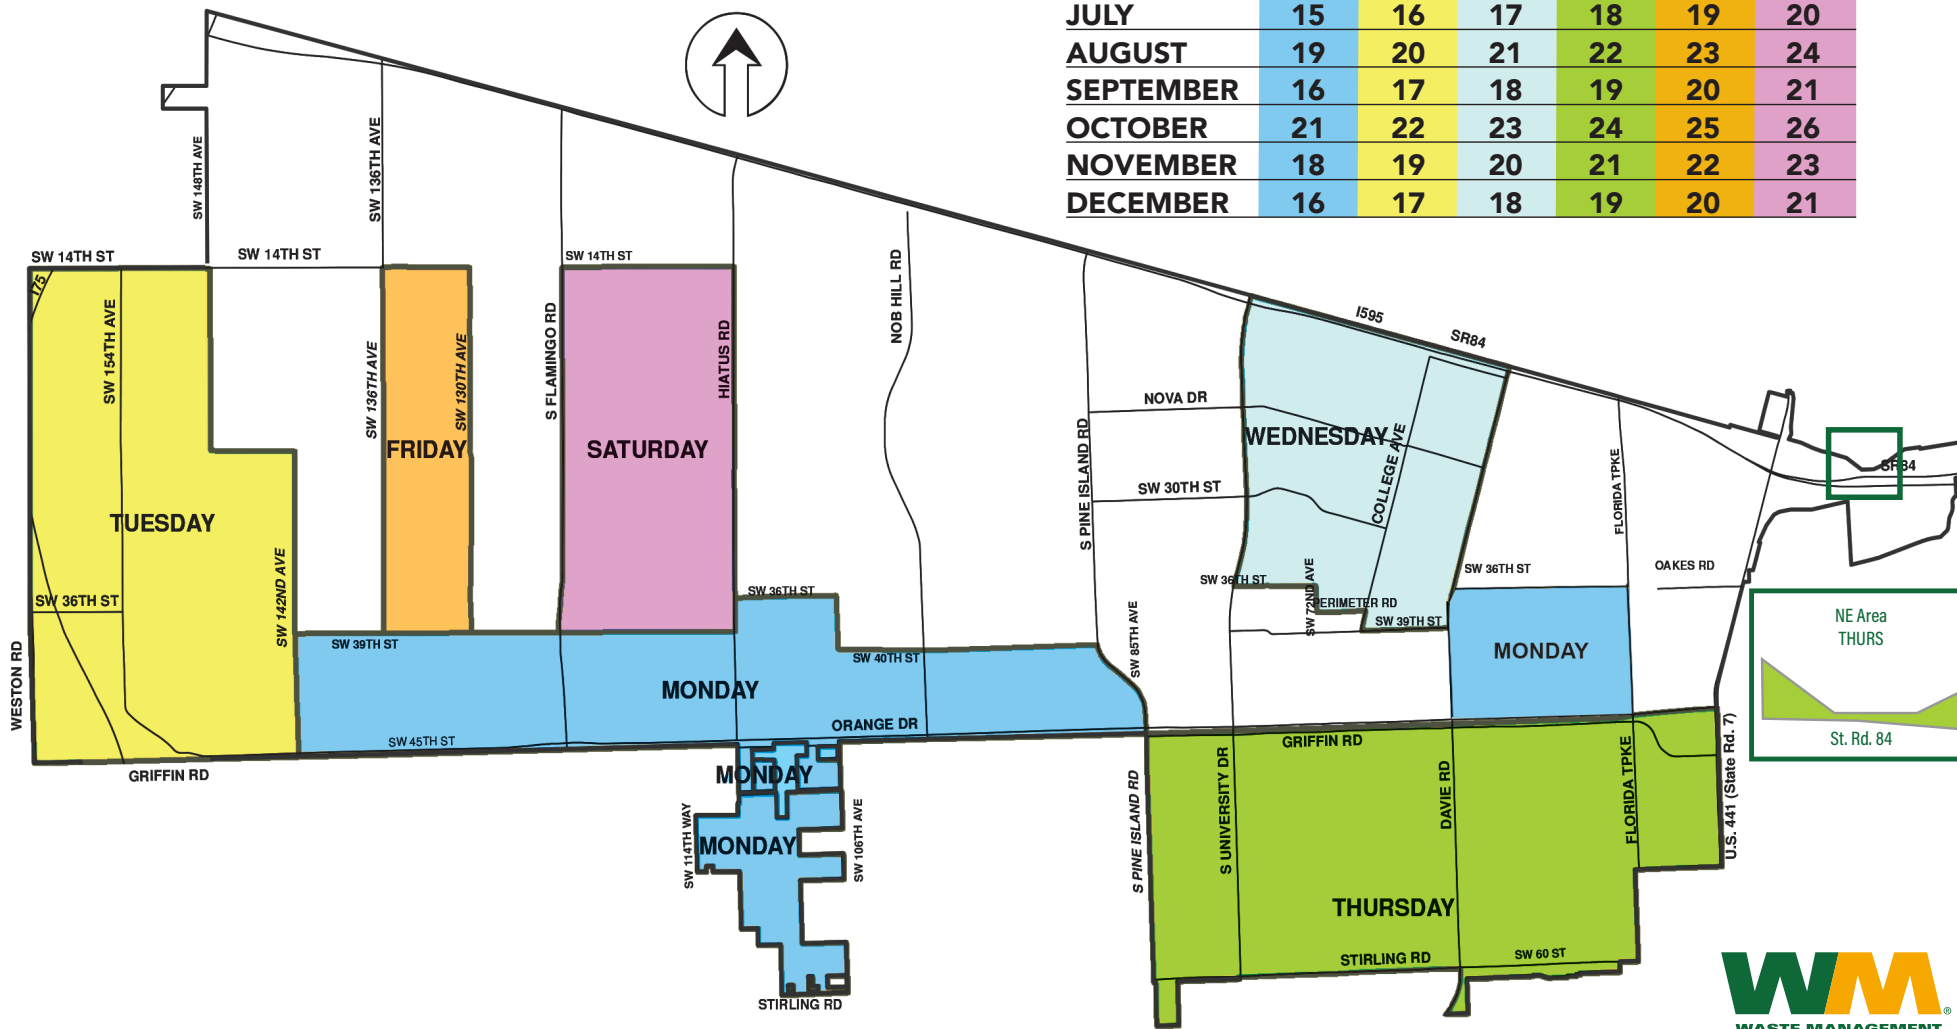 JULY 15 16 17 18 19 20
AUGUST 19 20 21 22 23 24
SEPTEMBER 16 17 18 19 20 21
OCTOBER 21 22 23 24 25 26
NOVEMBER 18 19 20 21 22 23
DECEMBER 16 17 18 19 20 21
SW 148TH AVE
SW 136TH AVE
SW 14TH ST
SW 14TH ST
SW 14TH ST
I75
SW 154TH AVE
SW 136TH AVE
SW 130TH AVE
S FLAMINGO RD
HIATUS RD
NOB HILL RD
I595
SR84
NOVA DR
S PINE ISLAND RD
WEDNESDAY
COLLEGE AVE
FRIDAY
SATURDAY
SW 30TH ST
FLORIDA TPKE
SR84
TUESDAY
SW 142ND AVE
SW 36TH ST
SW 36TH ST
SW 36TH ST
SW 72ND AVE
SW 36TH ST
OAKES RD
PERIMETER RD
SW 39TH ST
SW 39TH ST
SW 40TH ST
SW 85TH AVE
NE Area
THURS
St. Rd. 84
WESTON RD
MONDAY
MONDAY
ORANGE DR
SW 45TH ST
GRIFFIN RD
GRIFFIN RD
MONDAY
SW 114TH WAY
MONDAY
SW 106TH AVE
STIRLING RD
S PINE ISLAND RD
S UNIVERSITY DR
DAVIE RD
FLORIDA TPKE
U.S. 441 (State Rd. 7)
THURSDAY
STIRLING RD
SW 60 ST
WM
®
WASTE MANAGEMENT